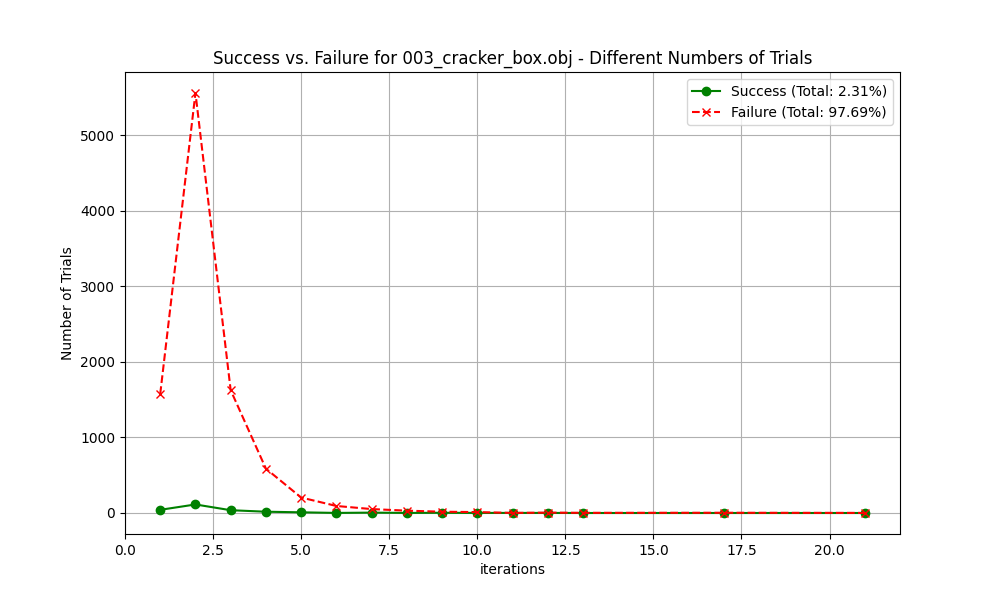 Success vs. Failure for 003_cracker_box.obj - Different Numbers of Trials
Success (Total: 2.31%)
Failure (Total: 97.69%)
Number of Trials
5000
4000
3000
2000
1000
0
0.0 2.5 5.0 7.5 10.0 12.5 15.0 17.5 20.0
iterations